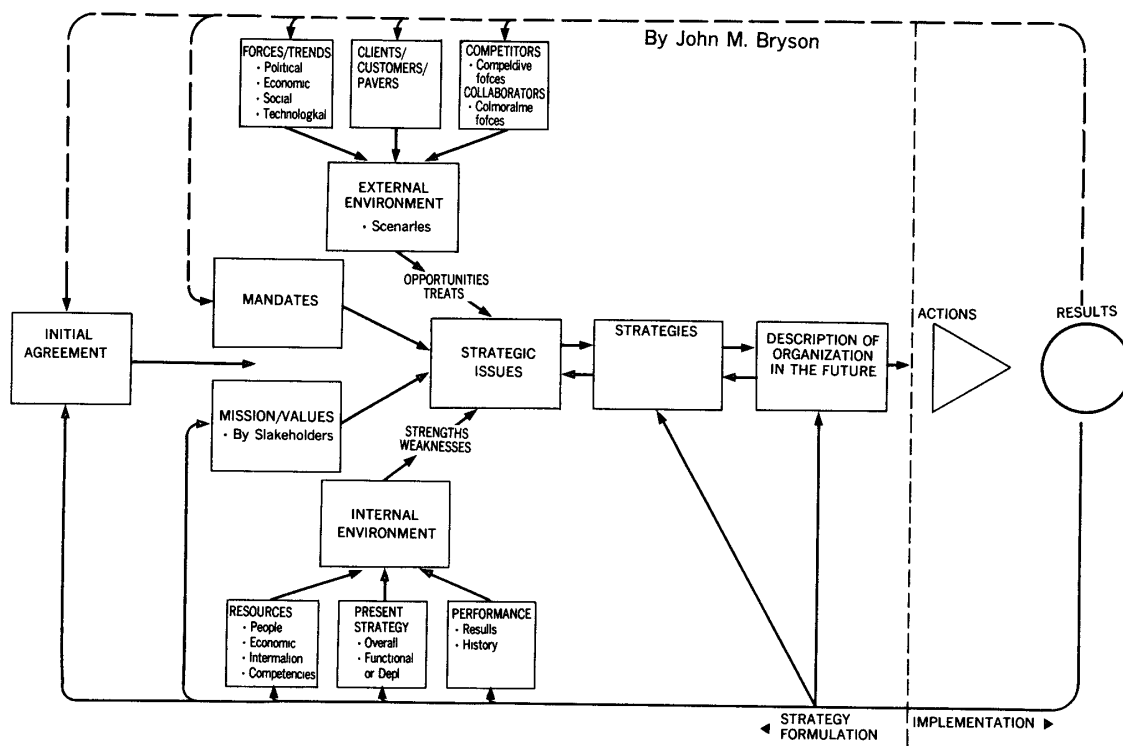 By John M. Bryson
FORCES/TRENDS
· Political
· Economic
· Social
· Technologkal
CLIENTS/
CUSTOMERS/
PAVERS
COMPETITORS
· Compeldive
fofces
COLLABORATORS
· Colmoralme
fofces
EXTERNAL
ENVIRONMENT
· Scenarles
OPPORTUNITIES
TREATS
MANDATES
INITIAL
AGREEMENT
MISSION/VALUES
· By Slakeholders
STRATEGIC
ISSUES
STRATEGIES
DESCRIPTION OF
ORGANIZATION
IN THE FUTURE
ACTIONS
RESULTS
STRENGTHS
WEAKNESSES
INTERNAL
ENVIRONMENT
RESOURCES
· People
· Economic
· Intermalion
· Competencies
PRESENT
STRATEGY
· Overall
· Functional
or Depl
PERFORMANCE
· Resulls
· History
◄ STRATEGY
FORMULATION
IMPLEMENTATION ►